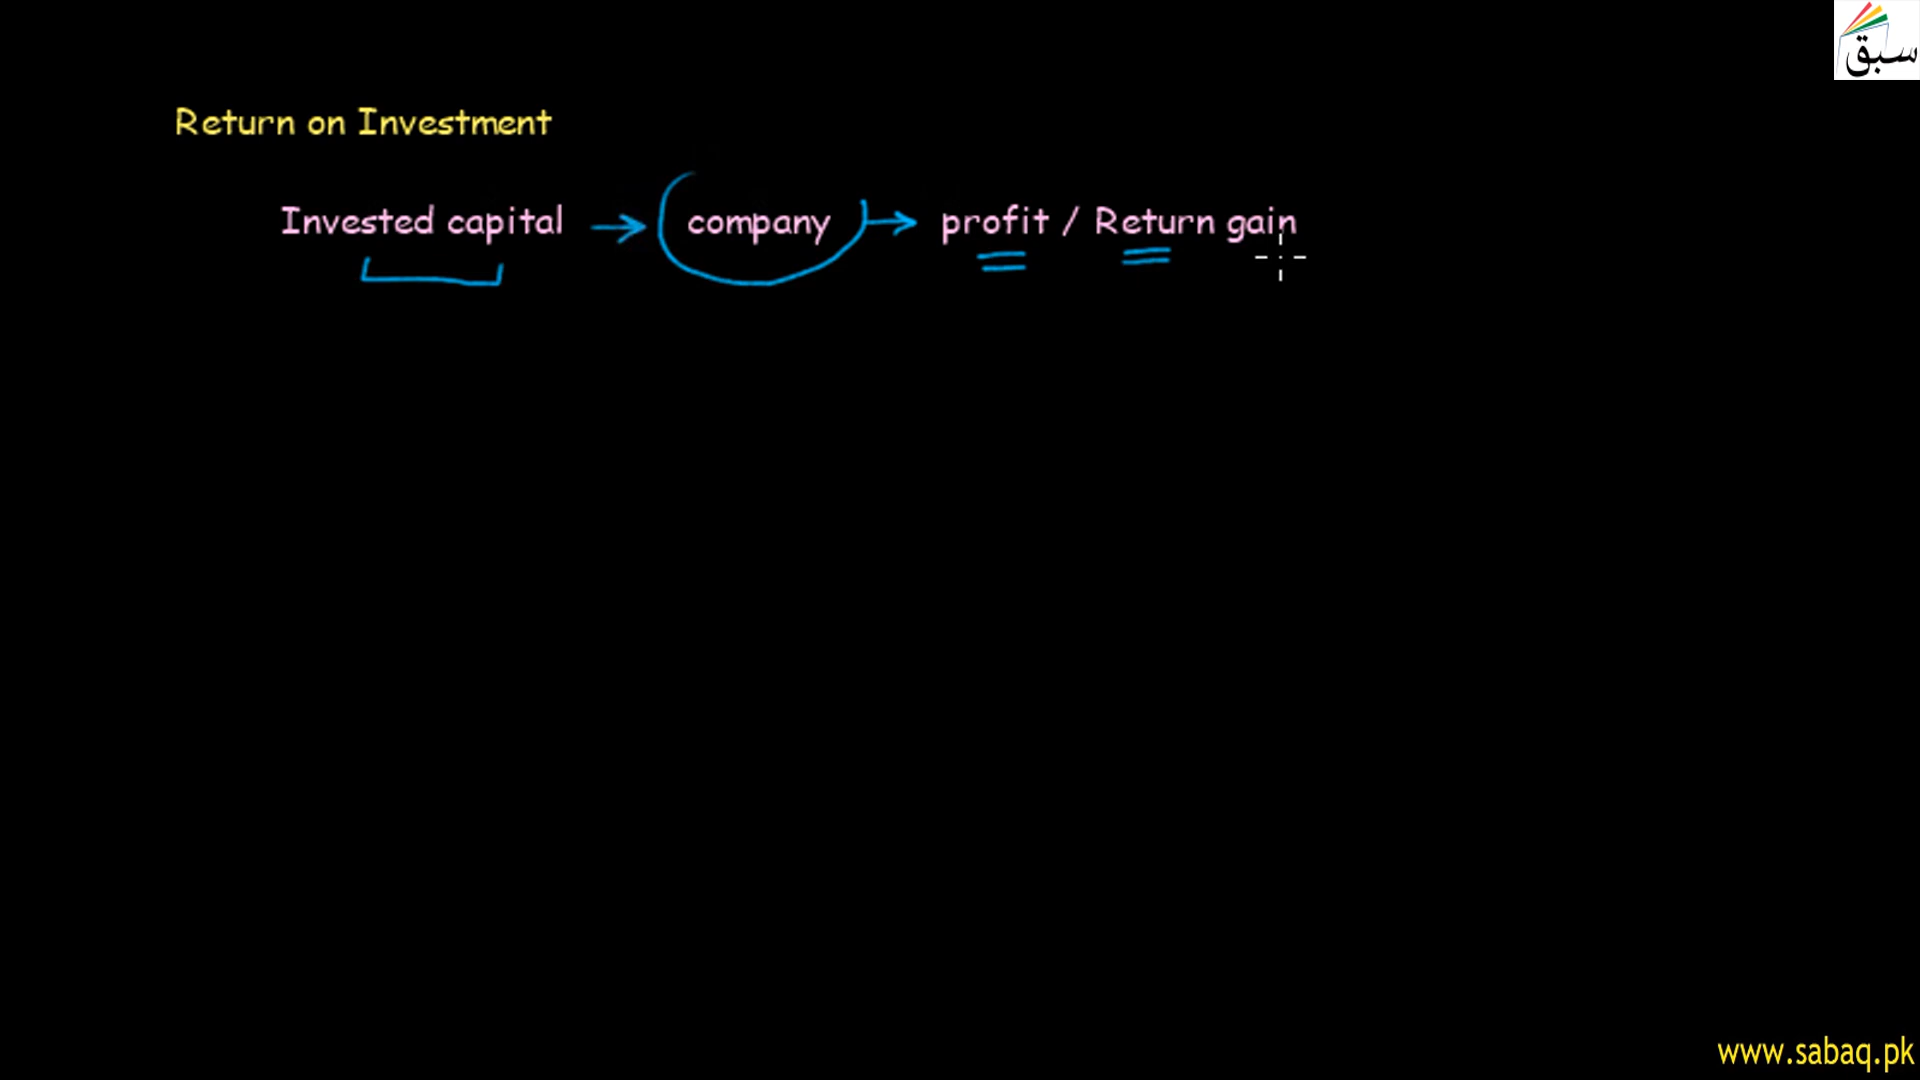 سبق
Return on Investment
Invested capital → company → profit / Return gain
www.sabaq.pk